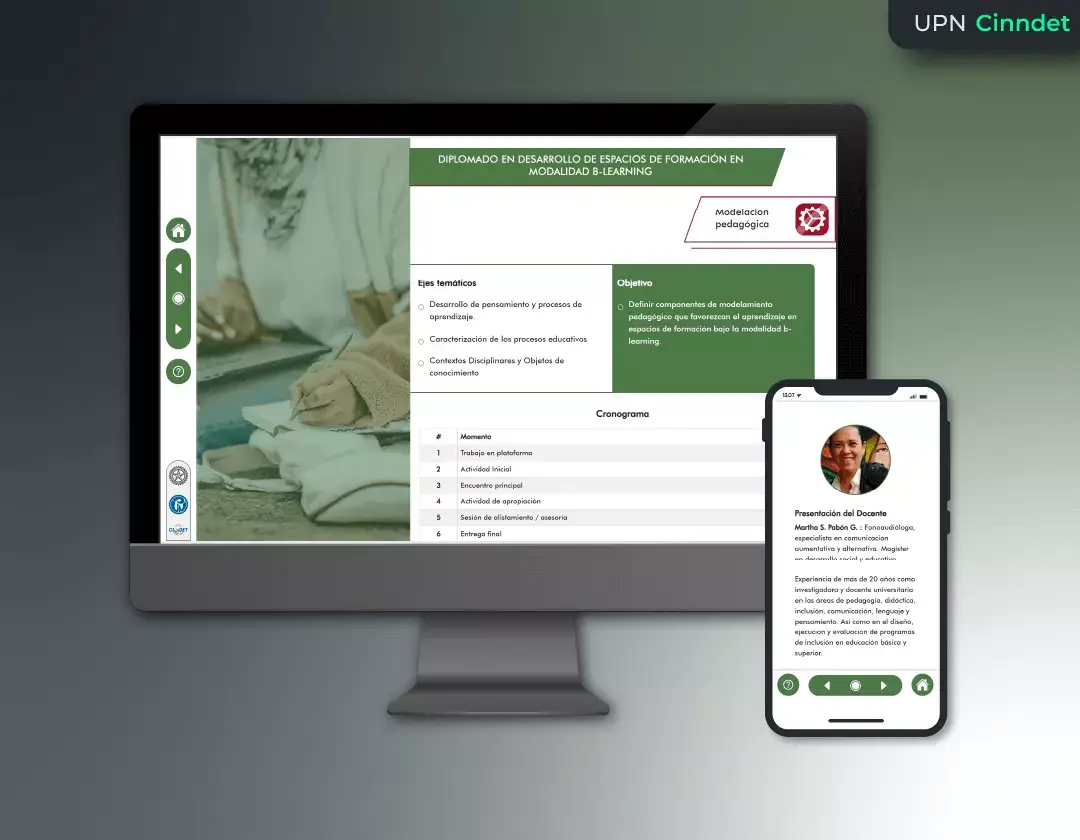 UPN Cinndet
DIPLOMADO EN DESARROLLO DE ESPACIOS DE FORMACIÓN EN
MODALIDAD B-LEARNING
Modelación
pedagógica
Ejes temáticos
Desarrollo de pensamiento y procesos de
aprendizaje.
Caracterización de los procesos educativos
Contextos Disciplinares y Objetos de
conocimiento
Objetivo
Definir componentes de modelamiento
pedagógico que favorezcan el aprendizaje en
espacios de formación bajo la modalidad b-
learning.
Cronograma
# Momento
1 Trabajo en plataforma
2 Actividad Inicial
3 Encuentro principal
4 Actividad de apropiación
5 Sesión de alistamiento / asesoría
6 Entrega final
13:07
Presentación del Docente
Martha S. Pabón G. : Fonoaudióloga,
especialista en comunicación
aumentativa y alternativa. Magíster
en desarrollo social y educativo
Experiencia de más de 20 años como
investigadora y docente universitaria
en las áreas de pedagogía, didáctica,
inclusión, comunicación, lenguaje y
pensamiento. Así como en el diseño,
ejecución y evaluación de programas
de inclusión en educación básica y
superior.